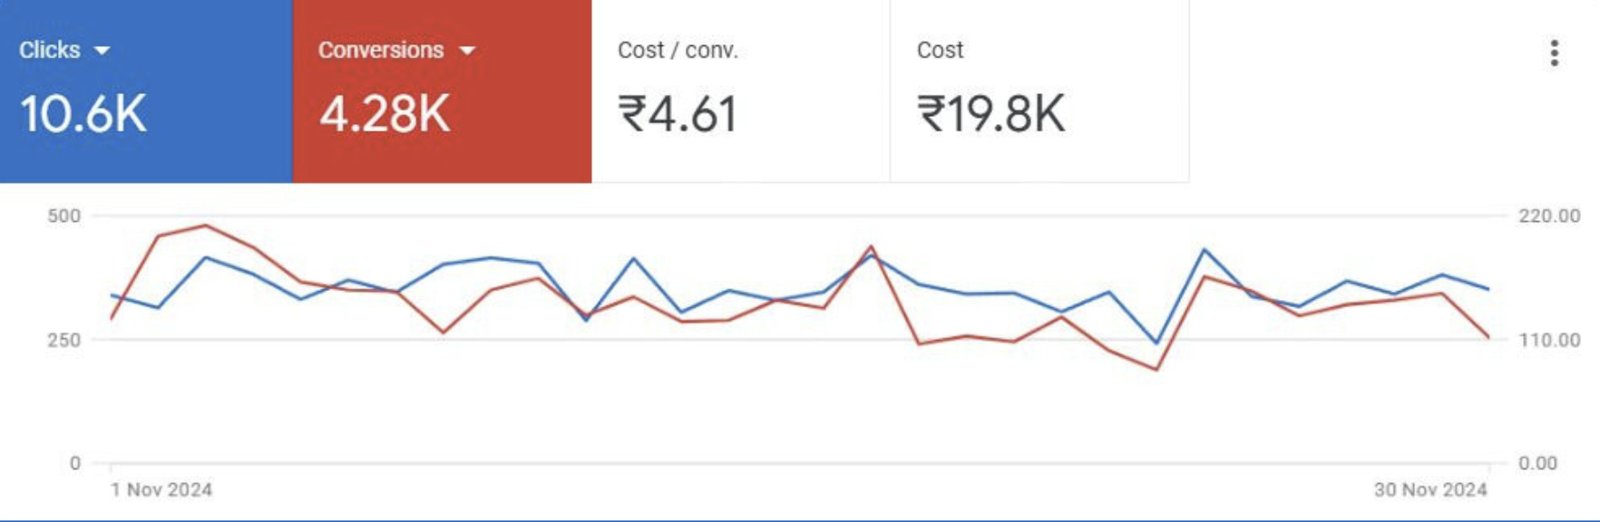 Clicks
Conversions
Cost / conv.
Cost
10.6K
4.28K
₹4.61
₹19.8K
500
220.00
250
110.00
0
0.00
1 Nov 2024
30 Nov 2024